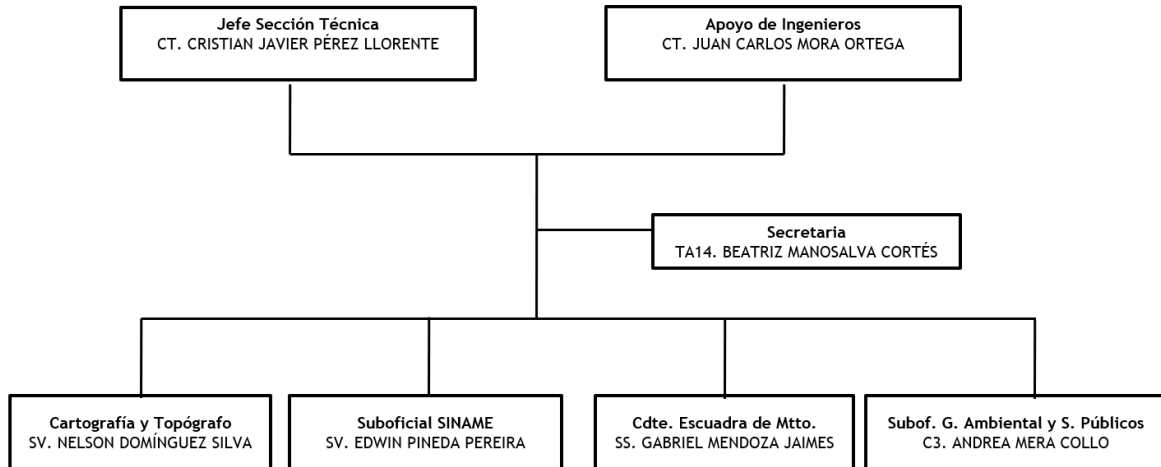 Jefe Sección Técnica
CT. CRISTIAN JAVIER PÉREZ LLORENTE
Apoyo de Ingenieros
CT. JUAN CARLOS MORA ORTEGA
Secretaria
TA14. BEATRIZ MANOSALVA CORTÉS
Cartografía y Topógrafo
SV. NELSON DOMÍNGUEZ SILVA
Suboficial SINAME
SV. EDWIN PINEDA PEREIRA
Cdte. Escuadra de Mtto.
SS. GABRIEL MENDOZA JAIMES
Subof. G. Ambiental y S. Públicos
C3. ANDREA MERA COLLO